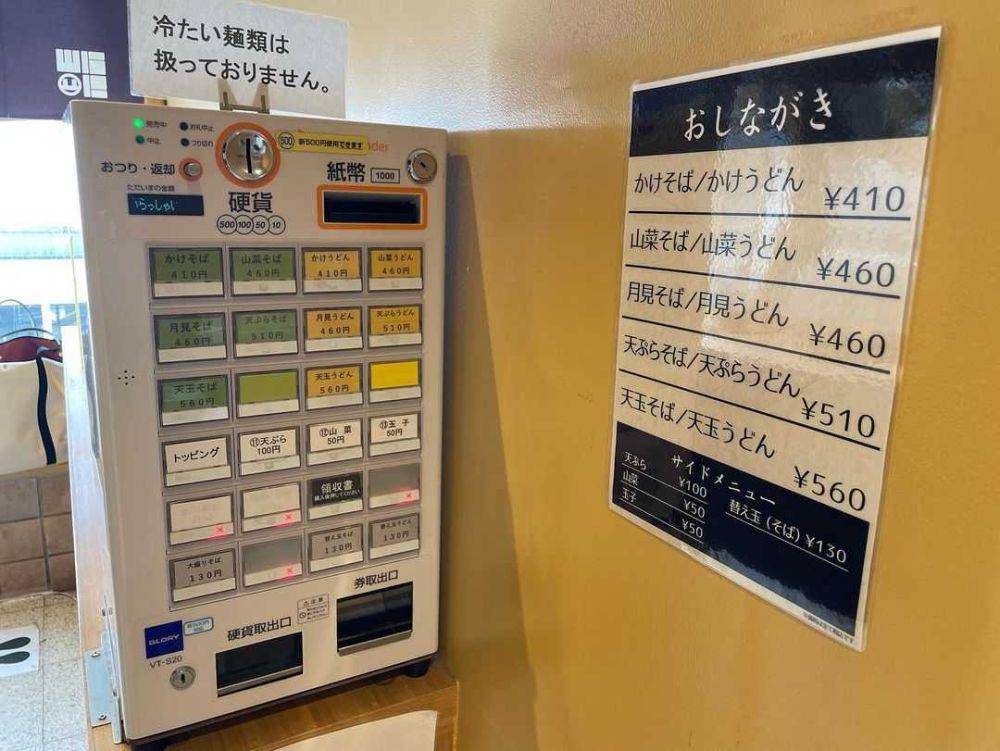 冷たい麺類は
扱っておりません。
発売中
お札中止
中止
つり切れ
おつり・返却
ただいまの金額
いらっしゃい
硬貨
500 100 50 10
500 新500円使用できます
紙幣 1000
かけそば
410円
山菜そば
460円
かけうどん
410円
山菜うどん
460円
月見そば
460円
天ぷらそば
510円
月見うどん
460円
天ぷらうどん
510円
天玉そば
560円
天玉うどん
560円
トッピング
⑪天ぷら
100円
⑫山菜
50円
⑬玉子
50円
領収書
大盛りそば
130円
替え玉そば
130円
替え玉うどん
130円
券取出口
硬貨取出口
注意
GLORY
VT-S20
おしながき
かけそば/かけうどん ¥410
山菜そば/山菜うどん ¥460
月見そば/月見うどん ¥460
天ぷらそば/天ぷらうどん ¥510
天玉そば/天玉うどん ¥560
サイドメニュー
天ぷら ¥100
山菜 ¥50
玉子 ¥50
替え玉(そば) ¥130